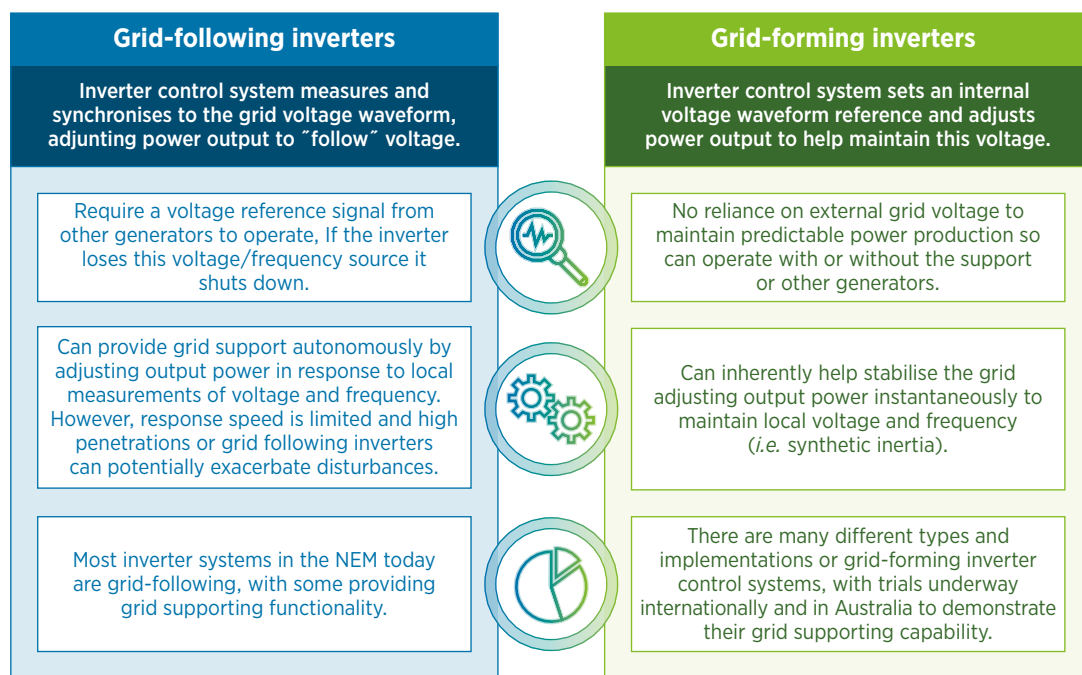 Grid-following inverters
Inverter control system measures and
synchronises to the grid voltage waveform,
adjunting power output to ˝follow˝ voltage.
Require a voltage reference signal from
other generators to operate, If the inverter
loses this voltage/frequency source it
shuts down.
Can provide grid support autonomously by
adjusting output power in response to local
measurements of voltage and frequency.
However, response speed is limited and high
penetrations or grid following inverters
can potentially exacerbate disturbances.
Most inverter systems in the NEM today
are grid-following, with some providing
grid supporting functionality.
Grid-forming inverters
Inverter control system sets an internal
voltage waveform reference and adjusts
power output to help maintain this voltage.
No reliance on external grid voltage to
maintain predictable power production so
can operate with or without the support
or other generators.
Can inherently help stabilise the grid
adjusting output power instantaneously to
maintain local voltage and frequency
(i.e. synthetic inertia).
There are many different types and
implementations or grid-forming inverter
control systems, with trials underway
internationally and in Australia to demonstrate
their grid supporting capability.